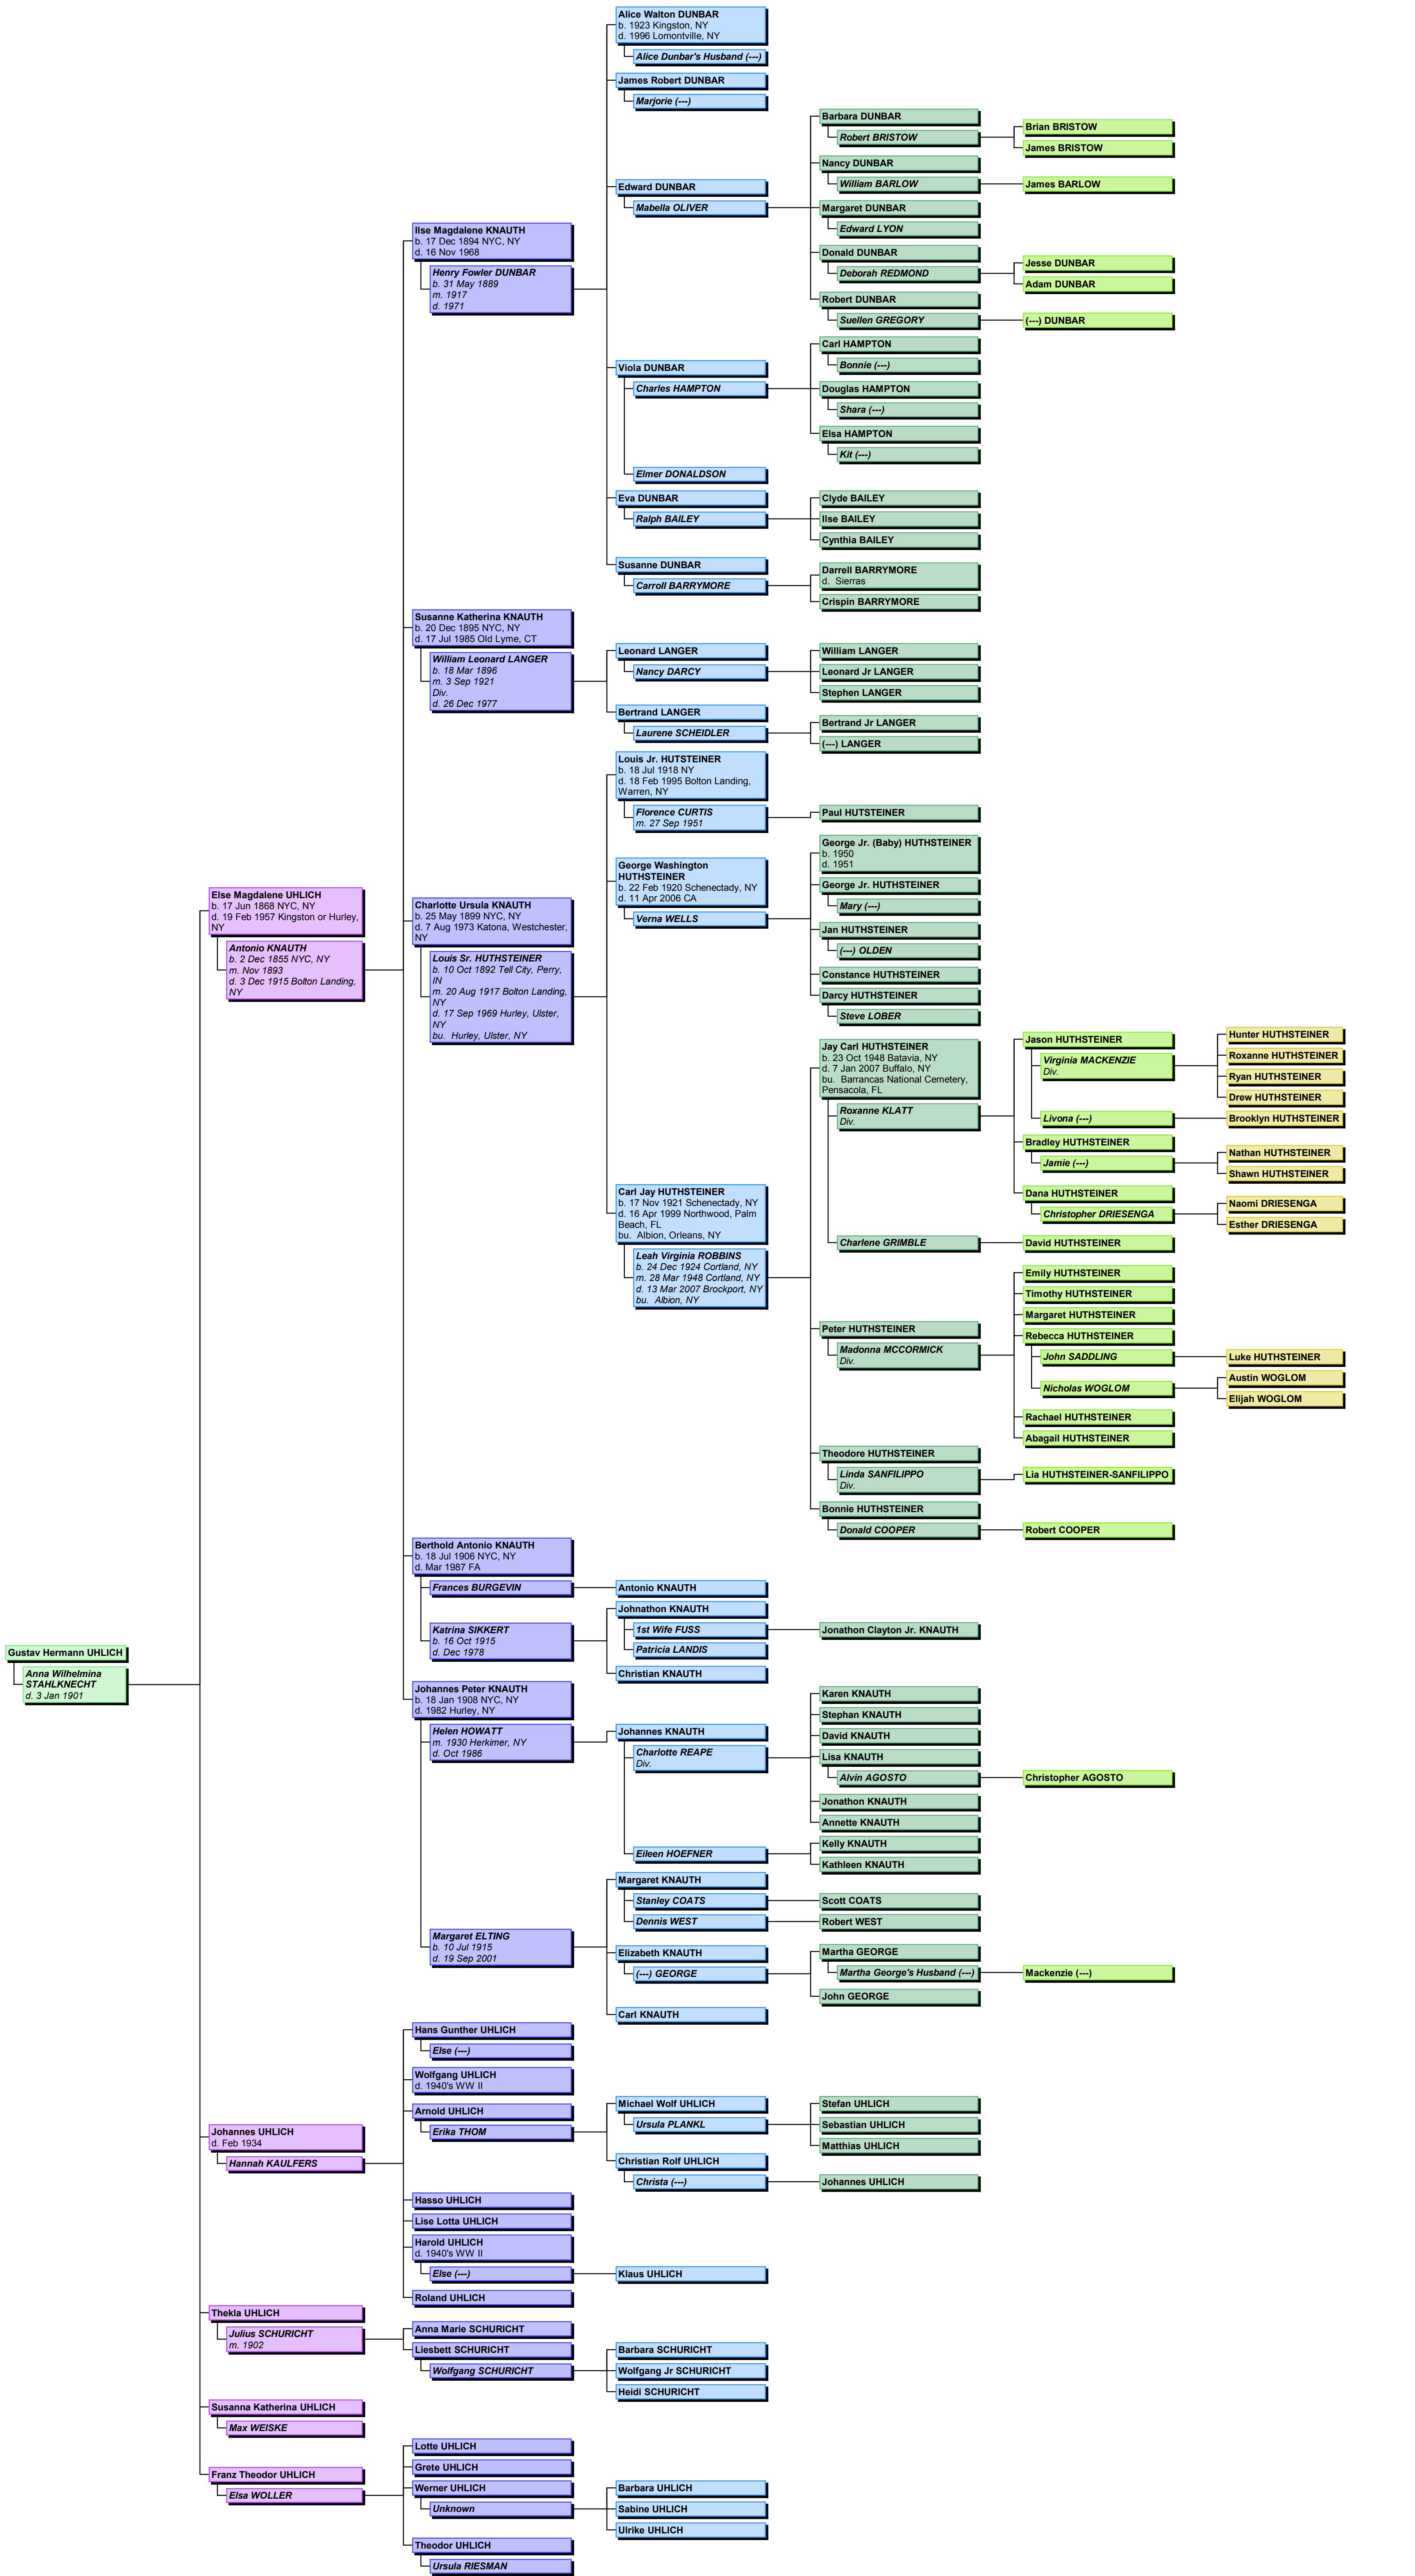 Gustav Hermann UHLICH
Anna Wilhelmina
STAHLKNECHT
d. 3 Jan 1901
Else Magdalene UHLICH
b. 17 Jun 1868 NYC, NY
d. 19 Feb 1957 Kingston or Hurley,
NY
Antonio KNAUTH
b. 2 Dec 1855 NYC, NY
m. Nov 1893
d. 3 Dec 1915 Bolton Landing,
NY
Ilse Magdalene KNAUTH
b. 17 Dec 1894 NYC, NY
d. 16 Nov 1968
Henry Fowler DUNBAR
b. 31 May 1889
m. 1917
d. 1971
Alice Walton DUNBAR
b. 1923 Kingston, NY
d. 1996 Lomontville, NY
Alice Dunbar's Husband (---)
James Robert DUNBAR
Marjorie (---)
Edward DUNBAR
Mabella OLIVER
Barbara DUNBAR
Robert BRISTOW
Brian BRISTOW
James BRISTOW
Nancy DUNBAR
William BARLOW
James BARLOW
Margaret DUNBAR
Edward LYON
Donald DUNBAR
Deborah REDMOND
Jesse DUNBAR
Adam DUNBAR
Robert DUNBAR
Suellen GREGORY
(---) DUNBAR
Viola DUNBAR
Charles HAMPTON
Carl HAMPTON
Bonnie (---)
Douglas HAMPTON
Shara (---)
Elsa HAMPTON
Kit (---)
Elmer DONALDSON
Eva DUNBAR
Ralph BAILEY
Clyde BAILEY
Ilse BAILEY
Cynthia BAILEY
Susanne DUNBAR
Carroll BARRYMORE
Darrell BARRYMORE
d. Sierras
Crispin BARRYMORE
Susanne Katherina KNAUTH
b. 20 Dec 1895 NYC, NY
d. 17 Jul 1985 Old Lyme, CT
William Leonard LANGER
b. 18 Mar 1896
m. 3 Sep 1921
Div.
d. 26 Dec 1977
Leonard LANGER
Nancy DARCY
William LANGER
Leonard Jr LANGER
Stephen LANGER
Bertrand LANGER
Laurene SCHEIDLER
Bertrand Jr LANGER
(---) LANGER
Charlotte Ursula KNAUTH
b. 25 May 1899 NYC, NY
d. 7 Aug 1973 Katona, Westchester,
NY
Louis Sr. HUTHSTEINER
b. 10 Oct 1892 Tell City, Perry,
IN
m. 20 Aug 1917 Bolton Landing,
NY
d. 17 Sep 1969 Hurley, Ulster,
NY
bu. Hurley, Ulster, NY
Louis Jr. HUTSTEINER
b. 18 Jul 1918 NY
d. 18 Feb 1995 Bolton Landing,
Warren, NY
Florence CURTIS
m. 27 Sep 1951
Paul HUTSTEINER
George Washington
HUTHSTEINER
b. 22 Feb 1920 Schenectady, NY
d. 11 Apr 2006 CA
Verna WELLS
George Jr. (Baby) HUTHSTEINER
b. 1950
d. 1951
George Jr. HUTHSTEINER
Mary (---)
Jan HUTHSTEINER
(---) OLDEN
Constance HUTHSTEINER
Darcy HUTHSTEINER
Steve LOBER
Carl Jay HUTHSTEINER
b. 17 Nov 1921 Schenectady, NY
d. 16 Apr 1999 Northwood, Palm
Beach, FL
bu. Albion, Orleans, NY
Leah Virginia ROBBINS
b. 24 Dec 1924 Cortland, NY
m. 28 Mar 1948 Cortland, NY
d. 13 Mar 2007 Brockport, NY
bu. Albion, NY
Jay Carl HUTHSTEINER
b. 23 Oct 1948 Batavia, NY
d. 7 Jan 2007 Buffalo, NY
bu. Barrancas National Cemetery,
Pensacola, FL
Roxanne KLATT
Div.
Jason HUTHSTEINER
Virginia MACKENZIE
Div.
Hunter HUTHSTEINER
Roxanne HUTHSTEINER
Ryan HUTHSTEINER
Drew HUTHSTEINER
Livona (---)
Brooklyn HUTHSTEINER
Bradley HUTHSTEINER
Jamie (---)
Nathan HUTHSTEINER
Shawn HUTHSTEINER
Dana HUTHSTEINER
Christopher DRIESENGA
Naomi DRIESENGA
Esther DRIESENGA
Charlene GRIMBLE
David HUTHSTEINER
Peter HUTHSTEINER
Madonna MCCORMICK
Div.
Emily HUTHSTEINER
Timothy HUTHSTEINER
Margaret HUTHSTEINER
Rebecca HUTHSTEINER
John SADDLING
Luke HUTHSTEINER
Nicholas WOGLOM
Austin WOGLOM
Elijah WOGLOM
Rachael HUTHSTEINER
Abagail HUTHSTEINER
Theodore HUTHSTEINER
Linda SANFILIPPO
Div.
Lia HUTHSTEINER-SANFILIPPO
Bonnie HUTHSTEINER
Donald COOPER
Robert COOPER
Berthold Antonio KNAUTH
b. 18 Jul 1906 NYC, NY
d. Mar 1987 FA
Frances BURGEVIN
Antonio KNAUTH
Katrina SIKKERT
b. 16 Oct 1915
d. Dec 1978
Johnathon KNAUTH
1st Wife FUSS
Jonathon Clayton Jr. KNAUTH
Patricia LANDIS
Christian KNAUTH
Johannes Peter KNAUTH
b. 18 Jan 1908 NYC, NY
d. 1982 Hurley, NY
Helen HOWATT
m. 1930 Herkimer, NY
d. Oct 1986
Johannes KNAUTH
Charlotte REAPE
Div.
Karen KNAUTH
Stephan KNAUTH
David KNAUTH
Lisa KNAUTH
Alvin AGOSTO
Christopher AGOSTO
Jonathon KNAUTH
Annette KNAUTH
Eileen HOEFNER
Kelly KNAUTH
Kathleen KNAUTH
Margaret ELTING
b. 10 Jul 1915
d. 19 Sep 2001
Margaret KNAUTH
Stanley COATS
Scott COATS
Dennis WEST
Robert WEST
Elizabeth KNAUTH
(---) GEORGE
Martha GEORGE
Martha George's Husband (---)
Mackenzie (---)
John GEORGE
Carl KNAUTH
Johannes UHLICH
d. Feb 1934
Hannah KAULFERS
Hans Gunther UHLICH
Else (---)
Wolfgang UHLICH
d. 1940's WW II
Arnold UHLICH
Erika THOM
Michael Wolf UHLICH
Ursula PLANKL
Stefan UHLICH
Sebastian UHLICH
Matthias UHLICH
Christian Rolf UHLICH
Christa (---)
Johannes UHLICH
Hasso UHLICH
Lise Lotta UHLICH
Harold UHLICH
d. 1940's WW II
Else (---)
Klaus UHLICH
Roland UHLICH
Thekla UHLICH
Julius SCHURICHT
m. 1902
Anna Marie SCHURICHT
Liesbett SCHURICHT
Wolfgang SCHURICHT
Barbara SCHURICHT
Wolfgang Jr SCHURICHT
Heidi SCHURICHT
Susanna Katherina UHLICH
Max WEISKE
Franz Theodor UHLICH
Elsa WOLLER
Lotte UHLICH
Grete UHLICH
Werner UHLICH
Unknown
Barbara UHLICH
Sabine UHLICH
Ulrike UHLICH
Theodor UHLICH
Ursula RIESMAN